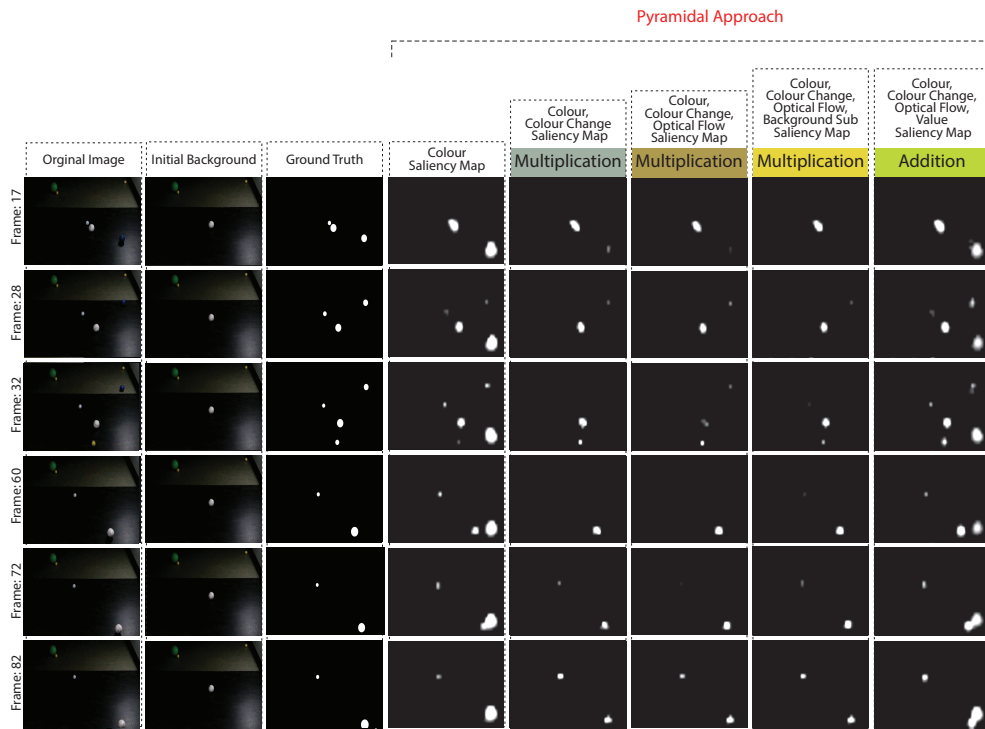 Pyramidal Approach
Orginal Image
Initial Background
Ground Truth
Colour
Saliency Map
Colour,
Colour Change
Saliency Map
Multiplication
Colour,
Colour Change,
Optical Flow
Saliency Map
Multiplication
Colour,
Colour Change,
Optical Flow,
Background Sub
Saliency Map
Multiplication
Colour,
Colour Change,
Optical Flow,
Value
Saliency Map
Addition
Frame: 17
Frame: 28
Frame: 32
Frame: 60
Frame: 72
Frame: 82